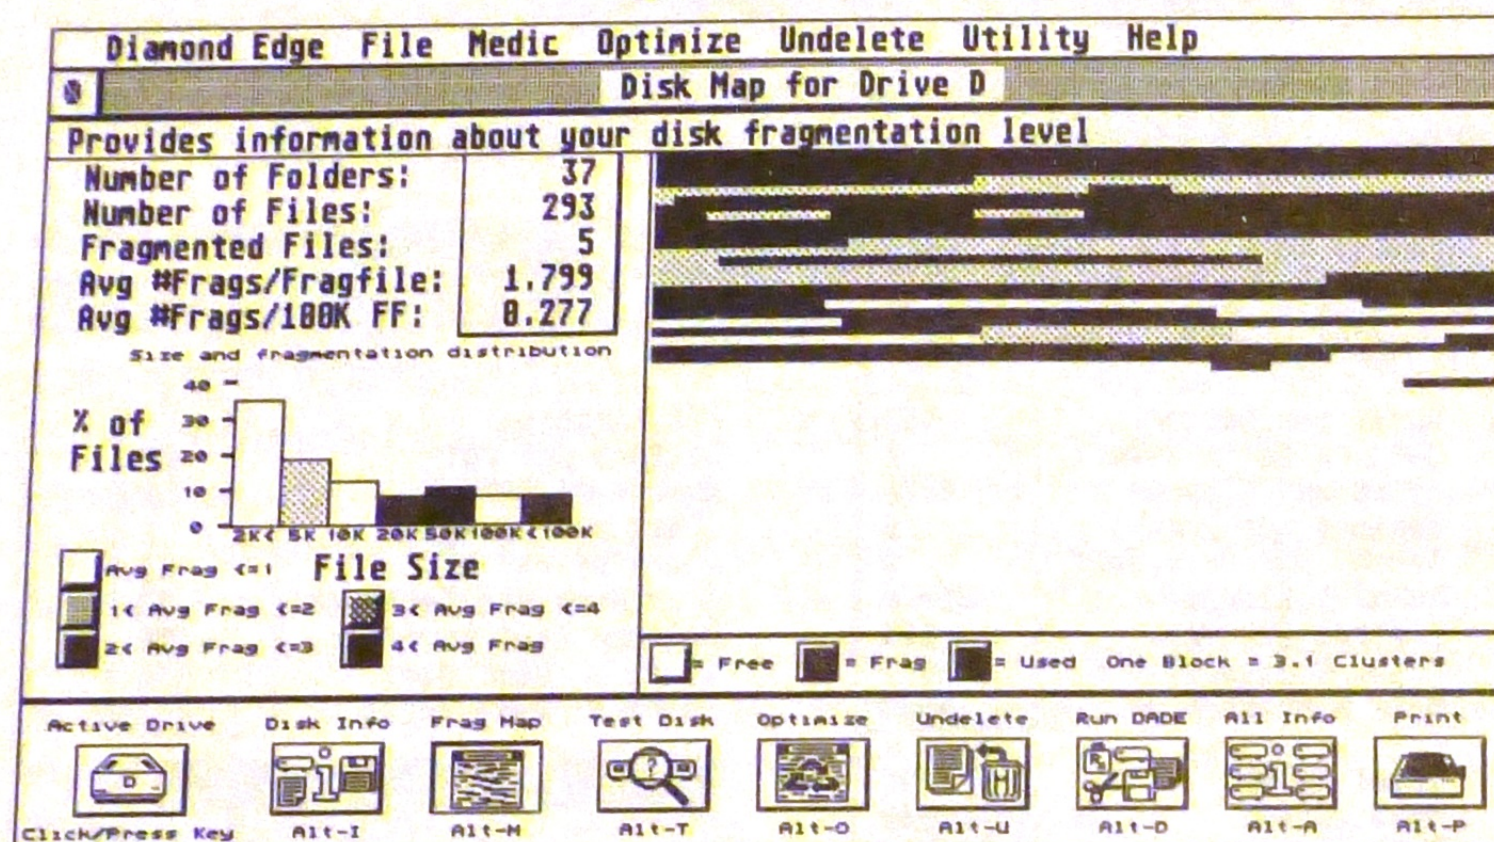 Diamond Edge File Medic Optimize Undelete Utility Help
Disk Map for Drive D
Provides information about your disk fragmentation level
Number of Folders: 37
Number of Files: 293
Fragmented Files: 5
Avg #Frags/Fragfile: 1.799
Avg #Frags/100K FF: 0.277
Size and fragmentation distribution
% of Files
40
30
20
10
0
2K< 5K 10K 20K 50K 100K <100K
File Size
Avg Frag <=1
1< Avg Frag <=2
3< Avg Frag <=4
2< Avg Frag <=3
4< Avg Frag
= Free = Frag = Used One Block = 3.1 Clusters
Active Drive Disk Info Frag Map Test Disk Optimize Undelete Run DADE All Info Print
D
Click/Press Key Alt-I Alt-M Alt-T Alt-O Alt-U Alt-D Alt-A Alt-P